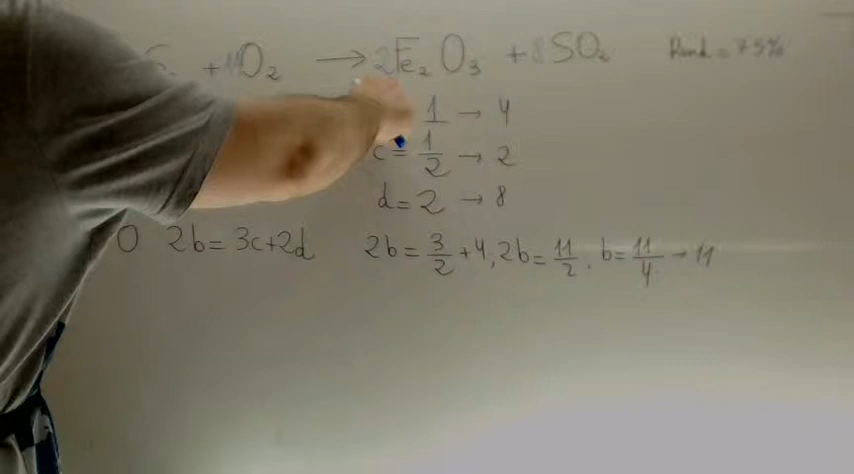 +11O₂ → 2Fe₂O₃ + 8SO₂ Rend = 75%
1 → 4
c = 1/2 → 2
d = 2 → 8
O 2b = 3c+2d 2b = 3/2 + 4, 2b = 11/2, b = 11/4 → 11